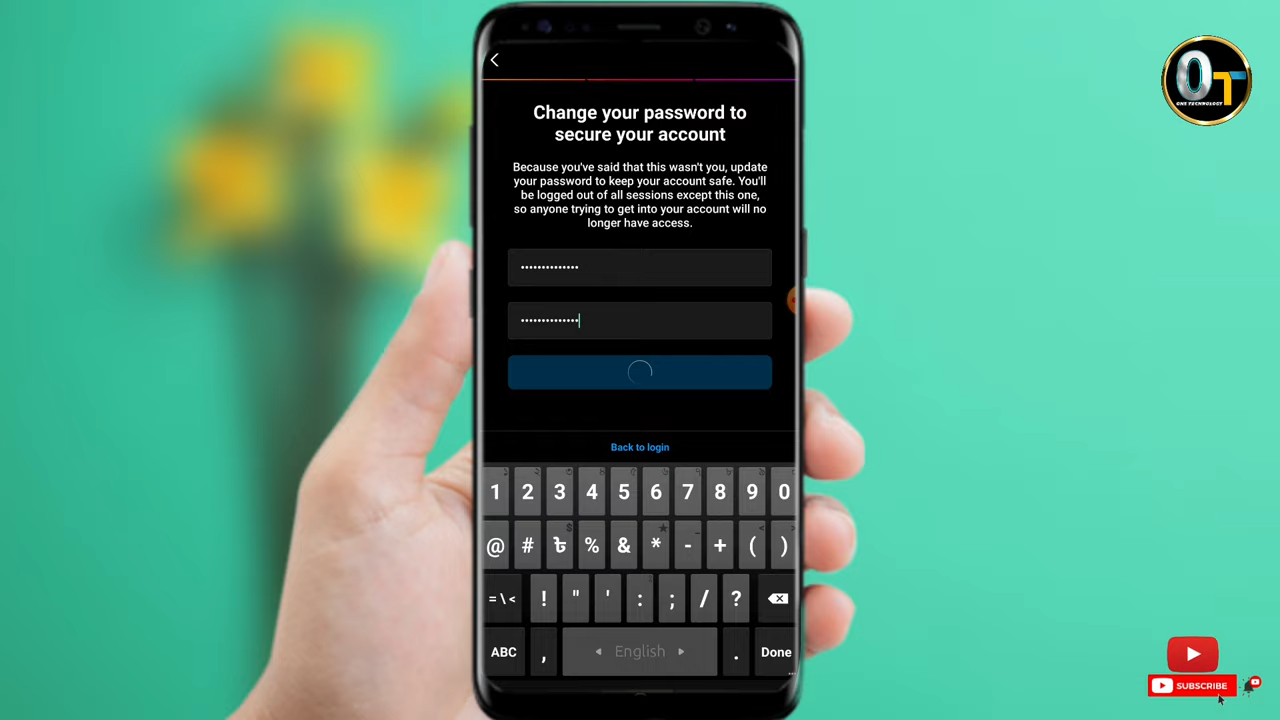 Change your password to
secure your account
Because you've said that this wasn't you, update
your password to keep your account safe. You'll
be logged out of all sessions except this one,
so anyone trying to get into your account will no
longer have access.
••••••••••••••
••••••••••••••
Back to login
1 2 3 4 5 6 7 8 9 0
@ # ৳ % & * - + ( )
= \ < ! " ' : ; / ?
ABC , English . Done
OT
ONE TECHNOLOGY
SUBSCRIBE